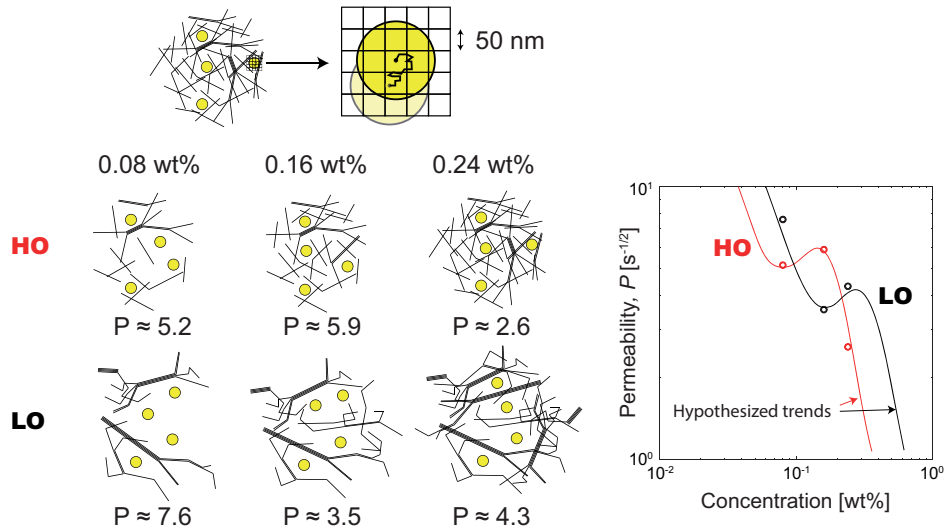 50 nm
0.08 wt%
0.16 wt%
0.24 wt%
HO
P ≈ 5.2
P ≈ 5.9
P ≈ 2.6
LO
P ≈ 7.6
P ≈ 3.5
P ≈ 4.3
Permeability, P [s⁻¹/²]
10¹
10⁰
HO
LO
Hypothesized trends
10⁻²
10⁻¹
10⁰
Concentration [wt%]